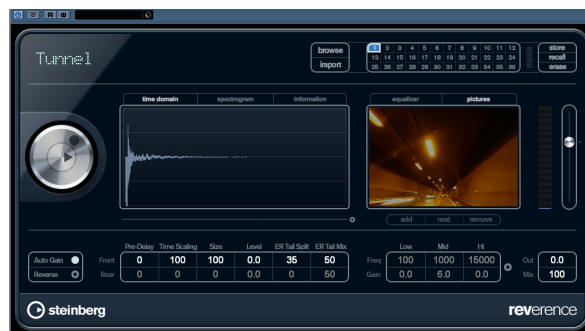 R W
Tunnel
browse
import
1 2 3 4 5 6 7 8 9 10 11 12
13 14 15 16 17 18 19 20 21 22 23 24
25 26 27 28 29 30 31 32 33 34 35 36
store
recall
erase
time domain spectrogram information
equalizer pictures
add next remove
Pre-Delay Time Scaling Size Level ER Tail Split ER Tail Mix
Auto Gain Front 0 100 100 0.0 35 50
Reverse Rear 0 0 0 0.0 0 50
Low Mid Hi
Freq 100 1000 15000 Out 0.0
Gain 0.0 6.0 0.0 Mix 100
steinberg
reverence